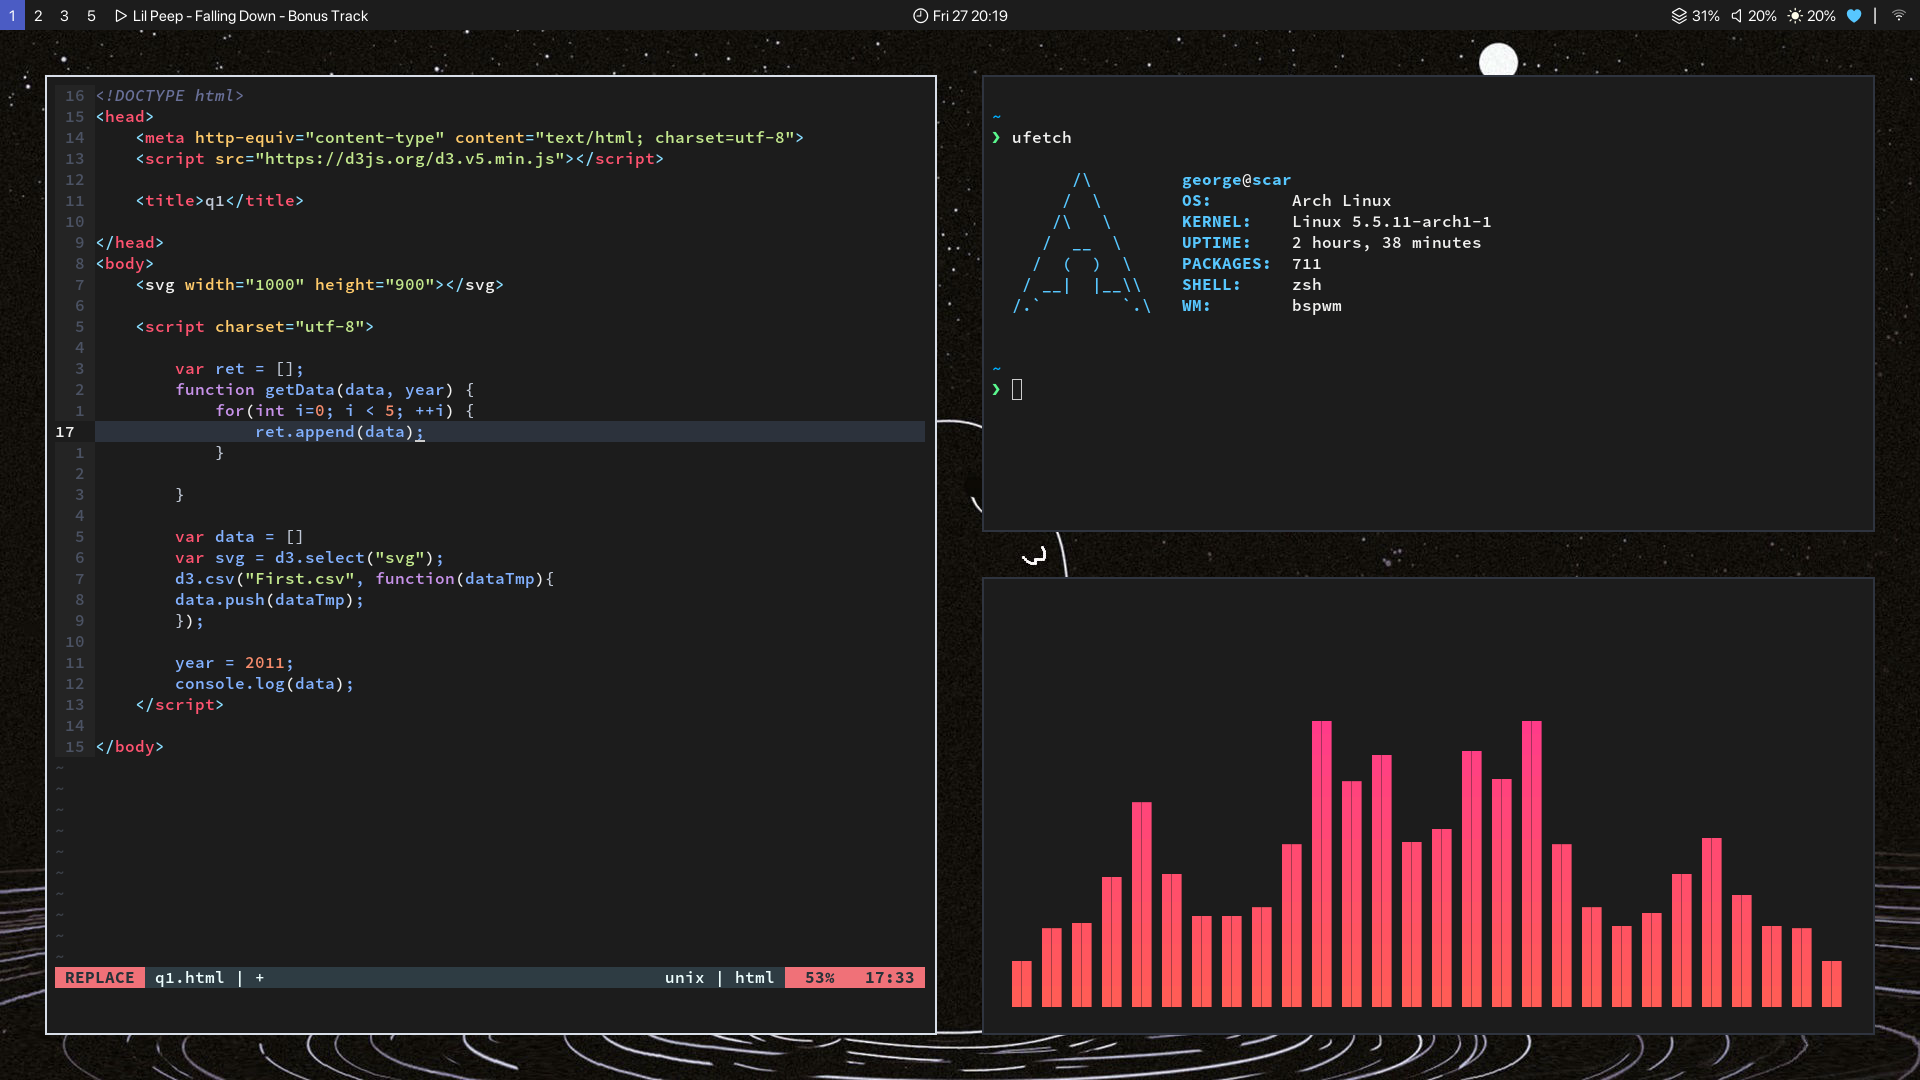 1 2 3 5 Lil Peep - Falling Down - Bonus Track
Fri 27 20:19
31% 20% 20% |
16 <!DOCTYPE html>
15 <head>
14     <meta http-equiv="content-type" content="text/html; charset=utf-8">
13     <script src="https://d3js.org/d3.v5.min.js"></script>
12
11     <title>q1</title>
10
9 </head>
8 <body>
7     <svg width="1000" height="900"></svg>
6
5     <script charset="utf-8">
4
3         var ret = [];
2         function getData(data, year) {
1             for(int i=0; i < 5; ++i) {
17                 ret.append(data);
1             }
2
3         }
4
5         var data = []
6         var svg = d3.select("svg");
7         d3.csv("First.csv", function(dataTmp){
8         data.push(dataTmp);
9         });
10
11         year = 2011;
12         console.log(data);
13     </script>
14
15 </body>
~
~
~
~
~
~
~
~
~
~
REPLACE q1.html | + unix | html 53% 17:33
~
❯ ufetch
       /\
      /  \
     /\   \
    /  __  \
   /  (  )  \
  / __|  |__\\
 /.`        `.\
george@scar
OS: Arch Linux
KERNEL: Linux 5.5.11-arch1-1
UPTIME: 2 hours, 38 minutes
PACKAGES: 711
SHELL: zsh
WM: bspwm
~
❯